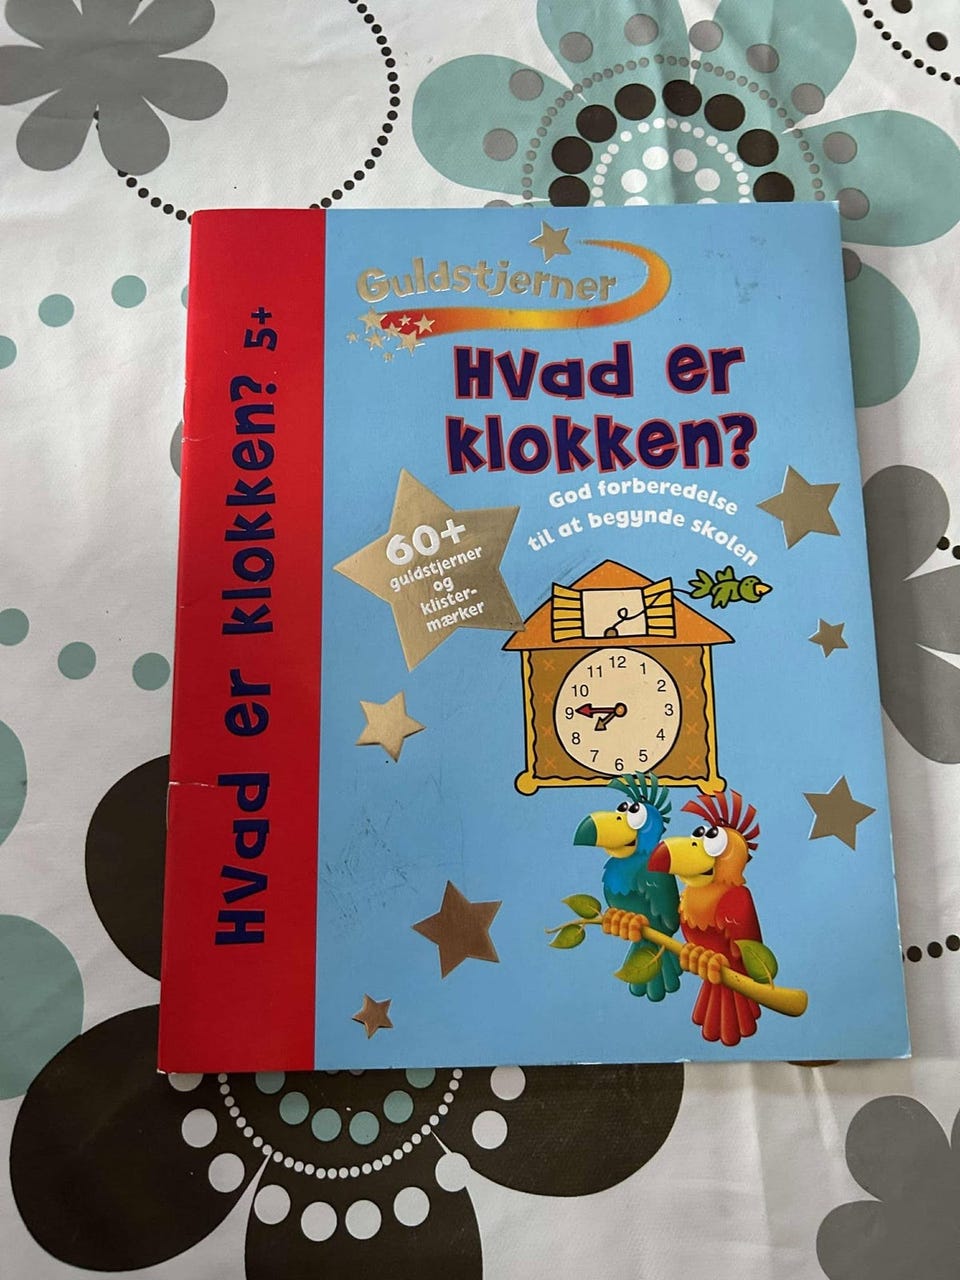 Hvad er klokken? 5+
Guldstjerner
Hvad er
klokken?
God forberedelse
til at begynde skolen
60+
guldstjerner
og
klister-
mærker
12
11 1
10 2
9 3
8 4
7 5
6